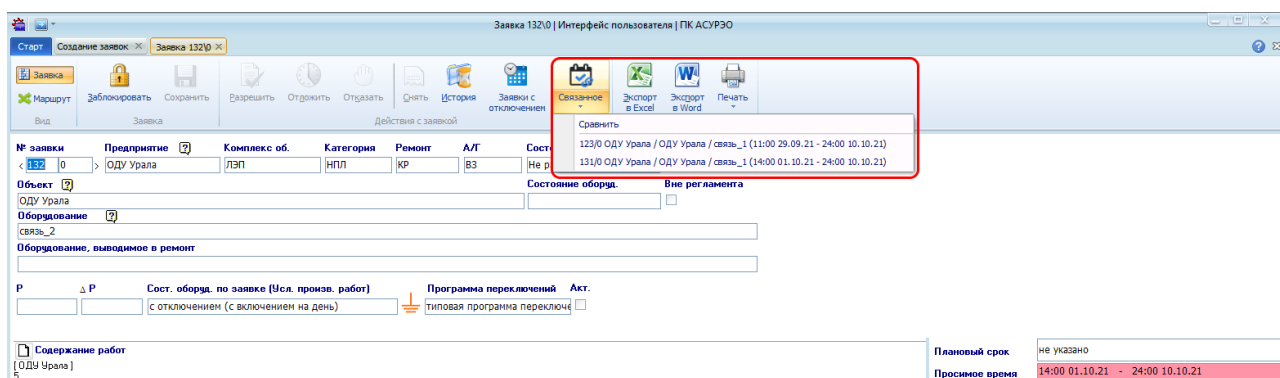 Заявка 132\0 | Интерфейс пользователя | ПК АСУРЭО
Старт Создание заявок Заявка 132\0
Заявка Маршрут Заблокировать Сохранить Разрешить Отложить Отказать Снять История Заявки с отключением Связанное Экспорт в Excel Экспорт в Word Печать
Вид Заявка Действия с заявкой
Сравнить
123/0 ОДУ Урала / ОДУ Урала / связь_1 (11:00 29.09.21 - 24:00 10.10.21)
131/0 ОДУ Урала / ОДУ Урала / связь_1 (14:00 01.10.21 - 24:00 10.10.21)
№ заявки Предприятие ? Комплекс об. Категория Ремонт А/Г
< 132 0 > ОДУ Урала ЛЭП НПЛ КР ВЗ
Объект ? Состояние оборуд. Вне регламента
ОДУ Урала
Оборудование ?
связь_2
Оборудование, выводимое в ремонт
Р Δ Р Сост. оборуд. по заявке (Усл. произв. работ) Программа переключений Акт.
с отключением (с включением на день) типовая программа переключе
Содержание работ Плановый срок не указано
[ОДУ Урала]
5 Просимое время 14:00 01.10.21 - 24:00 10.10.21